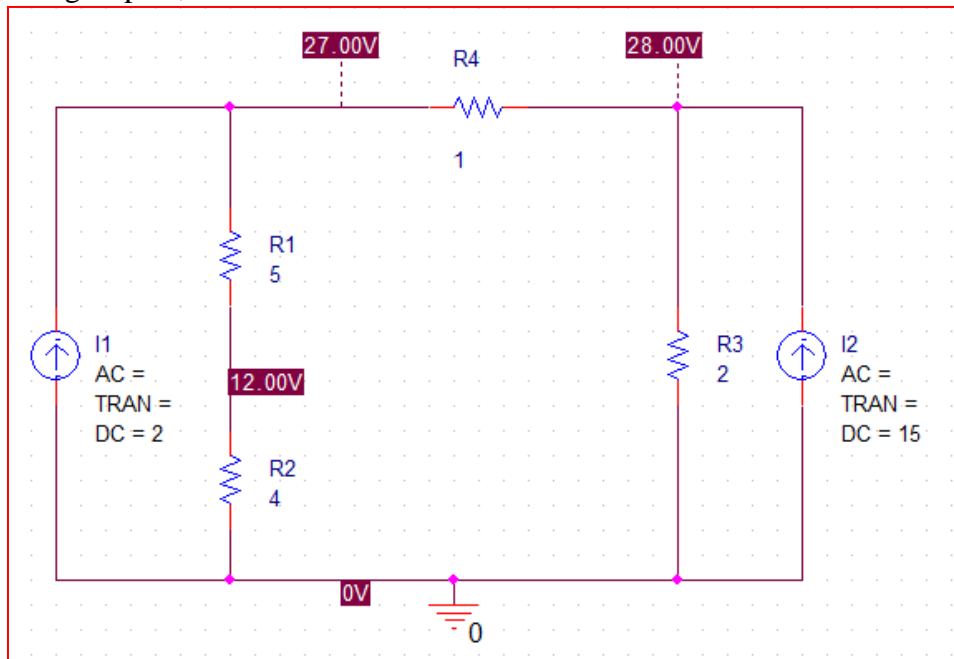 27.00V
R4
28.00V
1
R1
5
I1
AC =
TRAN =
DC = 2
12.00V
R2
4
R3
2
I2
AC =
TRAN =
DC = 15
0V
0